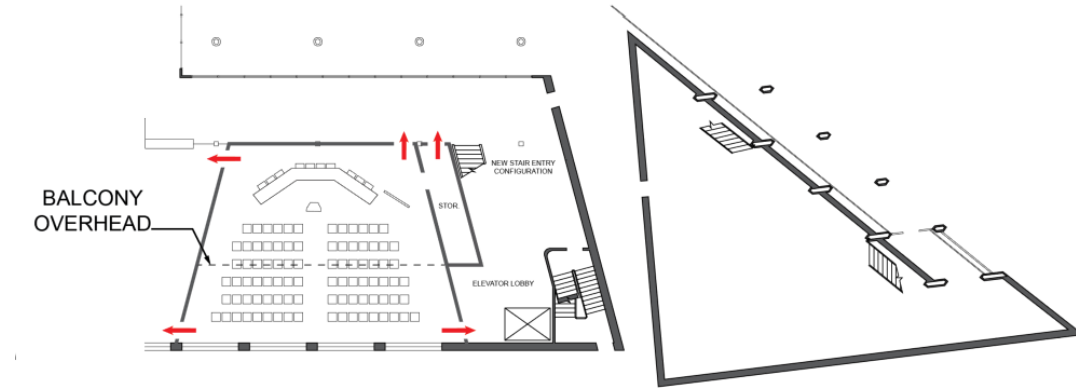 NEW STAIR ENTRY
CONFIGURATION
BALCONY
OVERHEAD
STOR.
ELEVATOR LOBBY